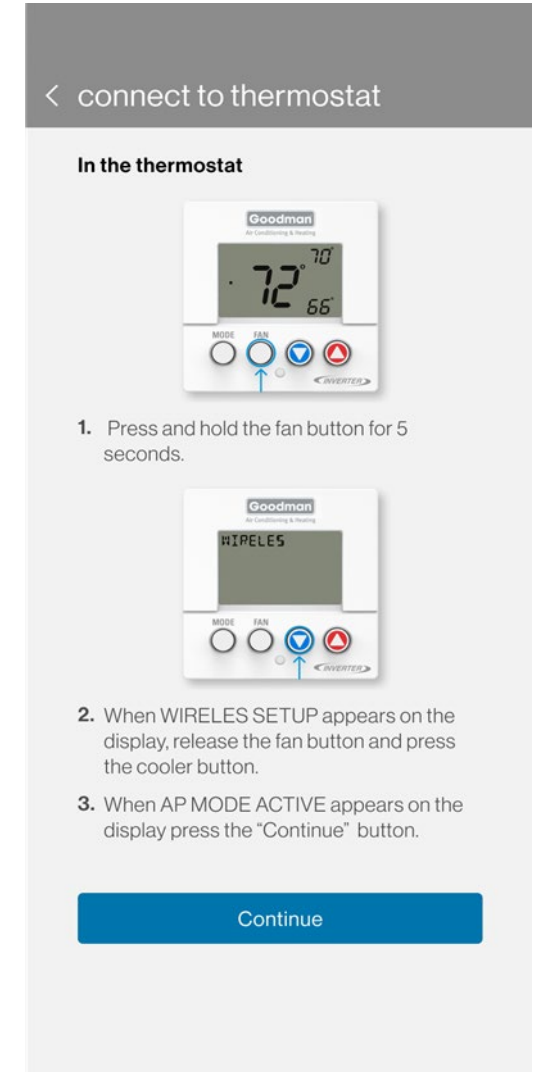 < connect to thermostat
In the thermostat
Goodman
Air Conditioning & Heating
70°
72°
66°
MODE FAN
INVERTER
1. Press and hold the fan button for 5
seconds.
Goodman
Air Conditioning & Heating
WIRELES
MODE FAN
INVERTER
2. When WIRELES SETUP appears on the
display, release the fan button and press
the cooler button.
3. When AP MODE ACTIVE appears on the
display press the “Continue” button.
Continue